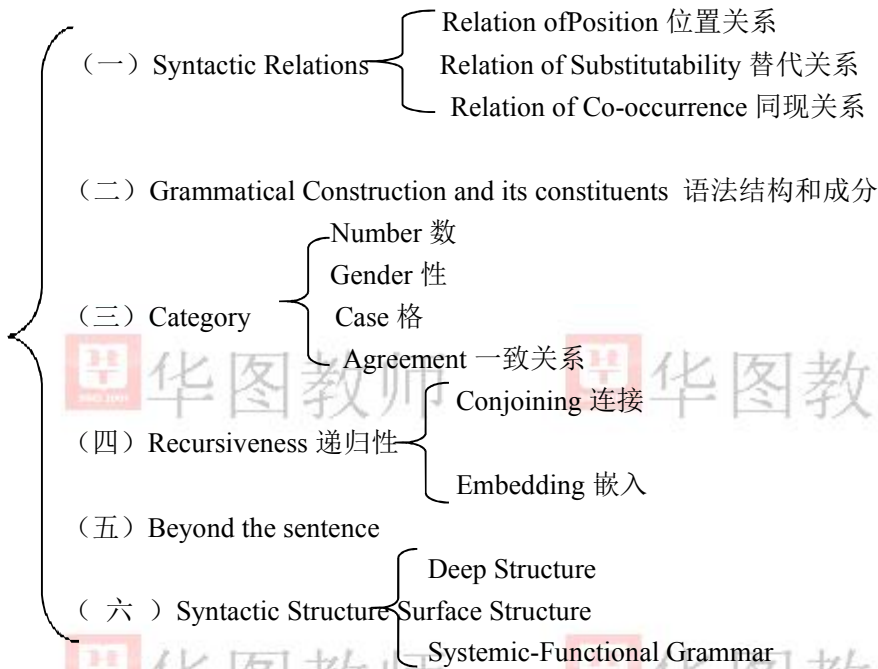 Relation ofPosition 位置关系
（一）Syntactic Relations
Relation of Substitutability 替代关系
Relation of Co-occurrence 同现关系
（二）Grammatical Construction and its constituents 语法结构和成分
Number 数
Gender 性
（三）Category
Case 格
Agreement 一致关系
华图教师
华图教
Conjoining 连接
（四）Recursiveness 递归性
Embedding 嵌入
（五）Beyond the sentence
Deep Structure
（ 六 ）Syntactic Structure
Surface Structure
Systemic-Functional Grammar